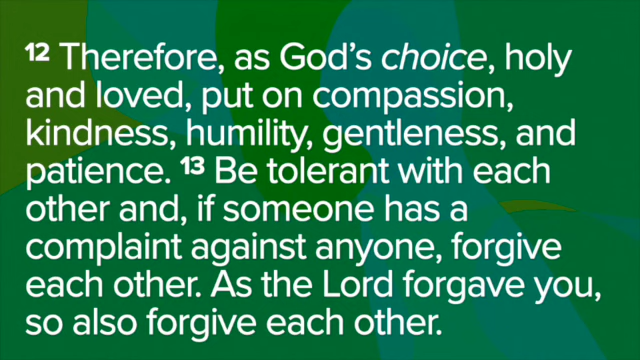 12 Therefore, as God’s choice, holy
and loved, put on compassion,
kindness, humility, gentleness, and
patience. 13 Be tolerant with each
other and, if someone has a
complaint against anyone, forgive
each other. As the Lord forgave you,
so also forgive each other.